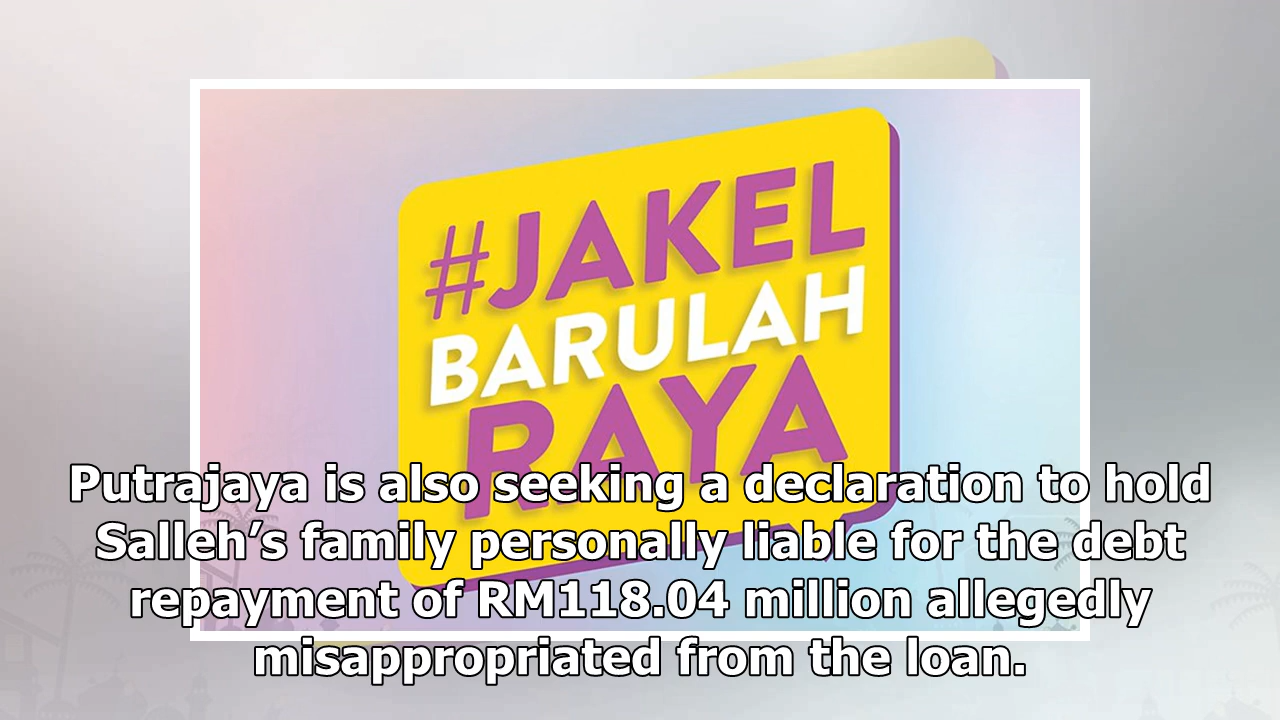 #JAKEL
BARULAH
RAYA
Putrajaya is also seeking a declaration to hold
Salleh’s family personally liable for the debt
repayment of RM118.04 million allegedly
misappropriated from the loan.